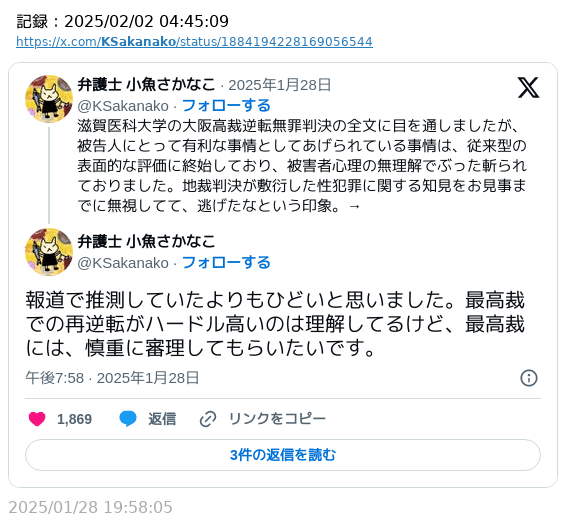 記録：2025/02/02 04:45:09
https://x.com/KSakanako/status/1884194228169056544
弁護士 小魚さかなこ · 2025年1月28日
@KSakanako · フォローする
滋賀医科大学の大阪高裁逆転無罪判決の全文に目を通しましたが、
被告人にとって有利な事情としてあげられている事情は、従来型の
表面的な評価に終始しており、被害者心理の無理解でぶった斬られ
ておりました。地裁判決が敷衍した性犯罪に関する知見をお見事ま
でに無視してて、逃げたなという印象。→
弁護士 小魚さかなこ
@KSakanako · フォローする
報道で推測していたよりもひどいと思いました。最高裁
での再逆転がハードル高いのは理解してるけど、最高裁
には、慎重に審理してもらいたいです。
午後7:58 · 2025年1月28日
1,869 返信 リンクをコピー
3件の返信を読む
2025/01/28 19:58:05